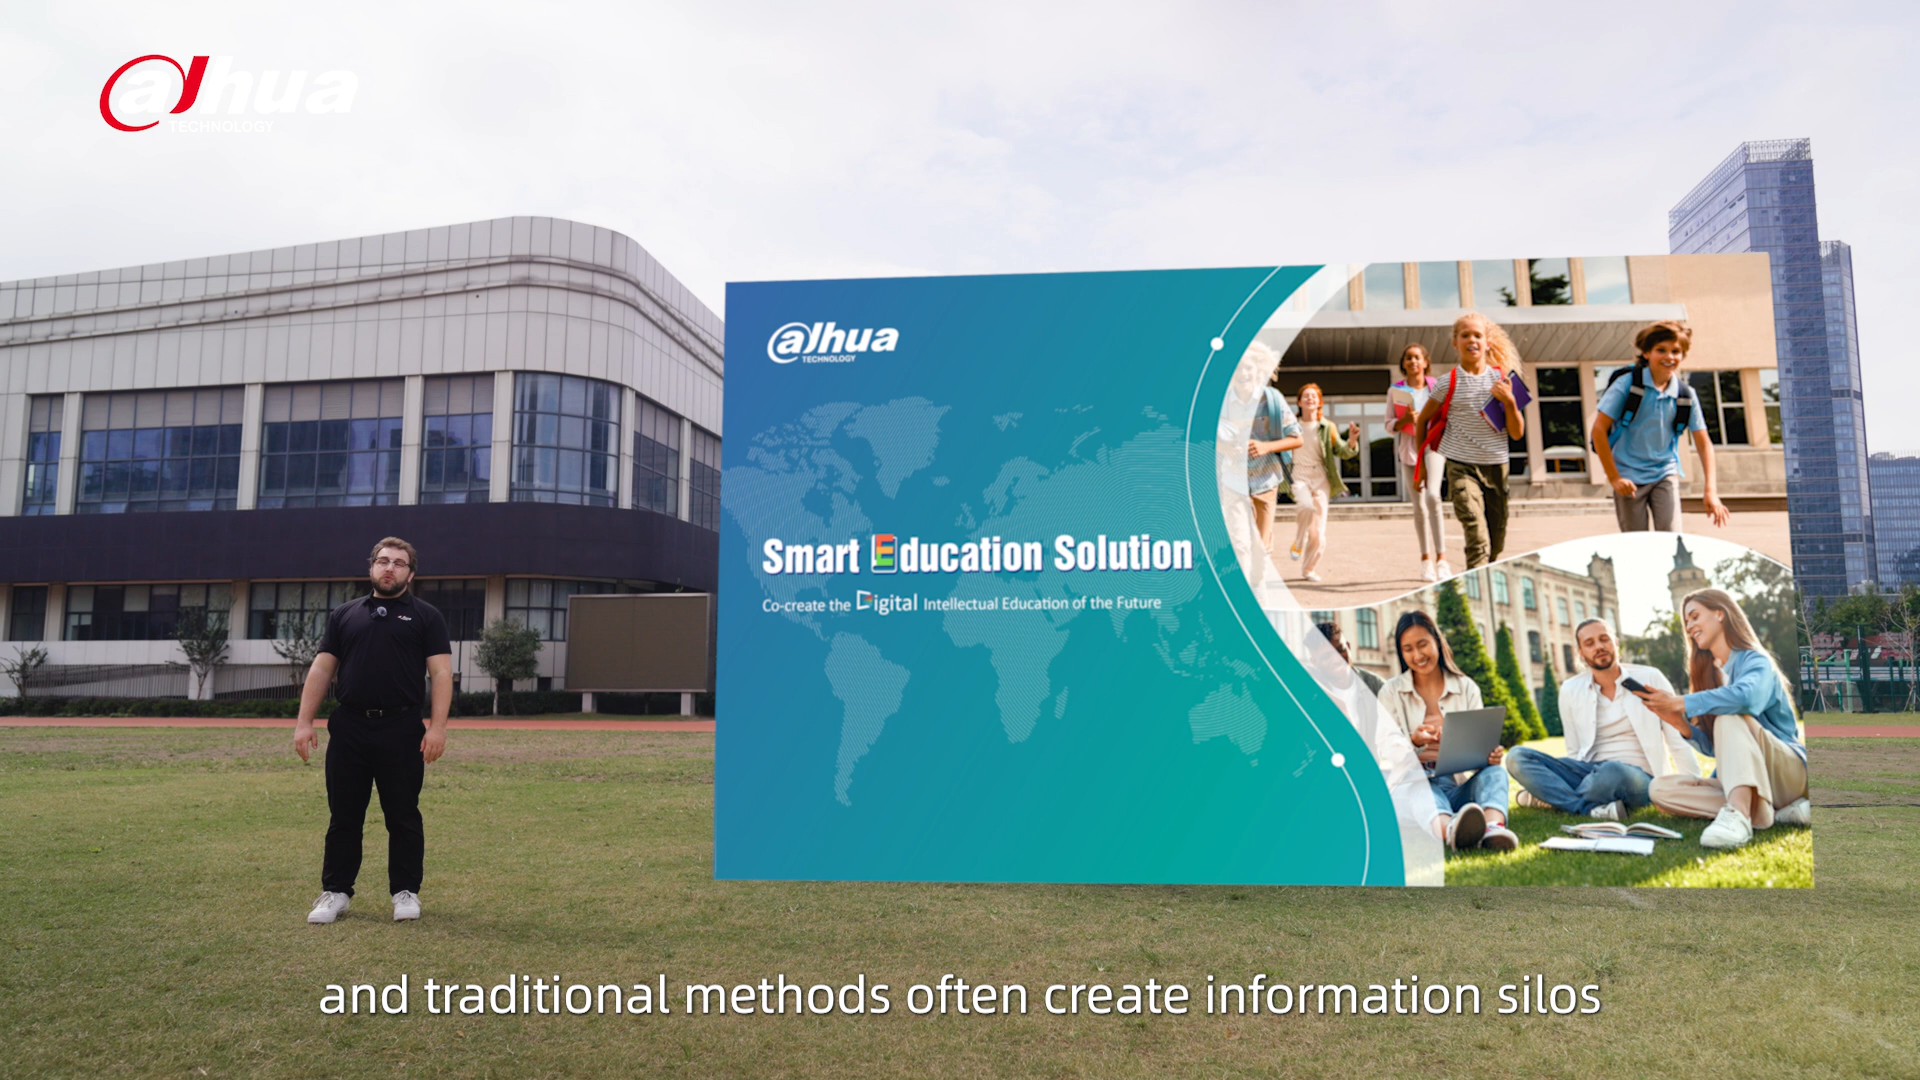 alhua
TECHNOLOGY
alhua
TECHNOLOGY
Smart Education Solution
Co-create the Digital Intellectual Education of the Future
and traditional methods often create information silos